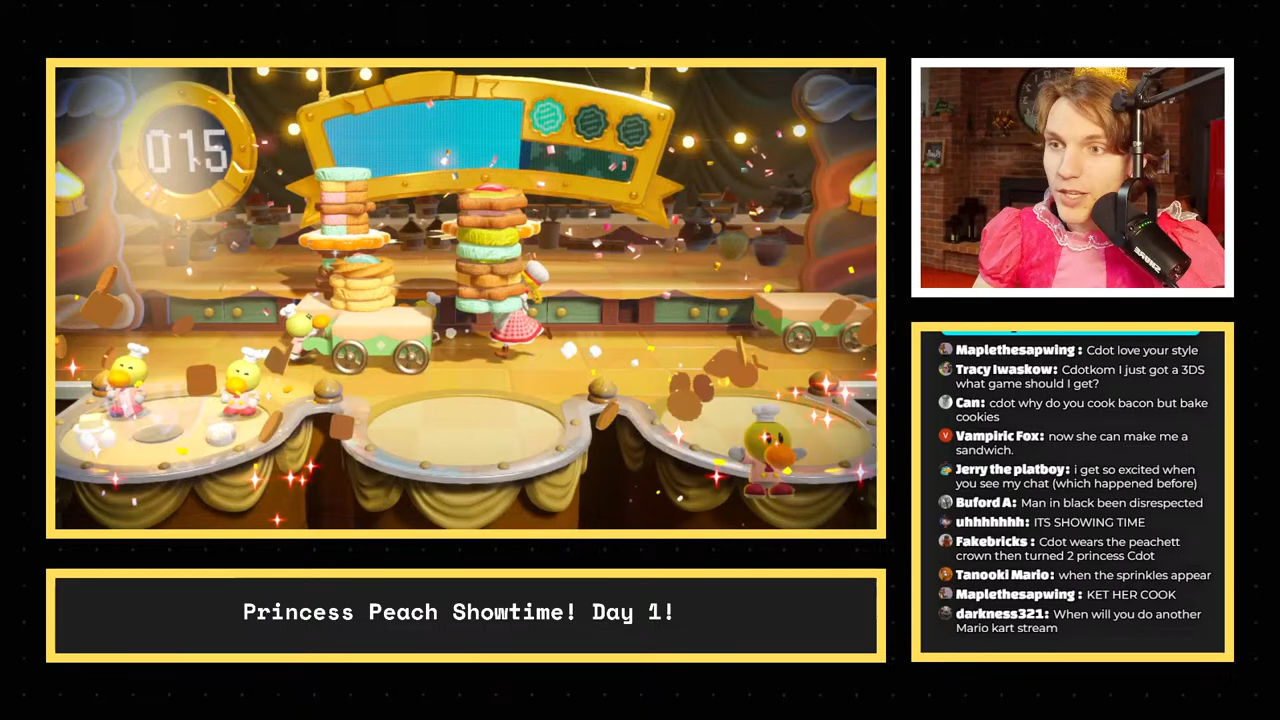 015
Princess Peach Showtime! Day 1!
Maplethesapwing : Cdot love your style
Tracy Iwaskow: Cdotkom I just got a 3DS
what game should I get?
Can: cdot why do you cook bacon but bake
cookies
Vampiric Fox: now she can make me a
sandwich.
Jerry the platboy: i get so excited when
you see my chat (which happened before)
Buford A: Man in black been disrespected
uhhhhhhh: ITS SHOWING TIME
Fakebricks : Cdot wears the peachett
crown then turned 2 princess Cdot
Tanooki Mario: when the sprinkles appear
Maplethesapwing : KET HER COOK
darkness321: When will you do another
Mario kart stream